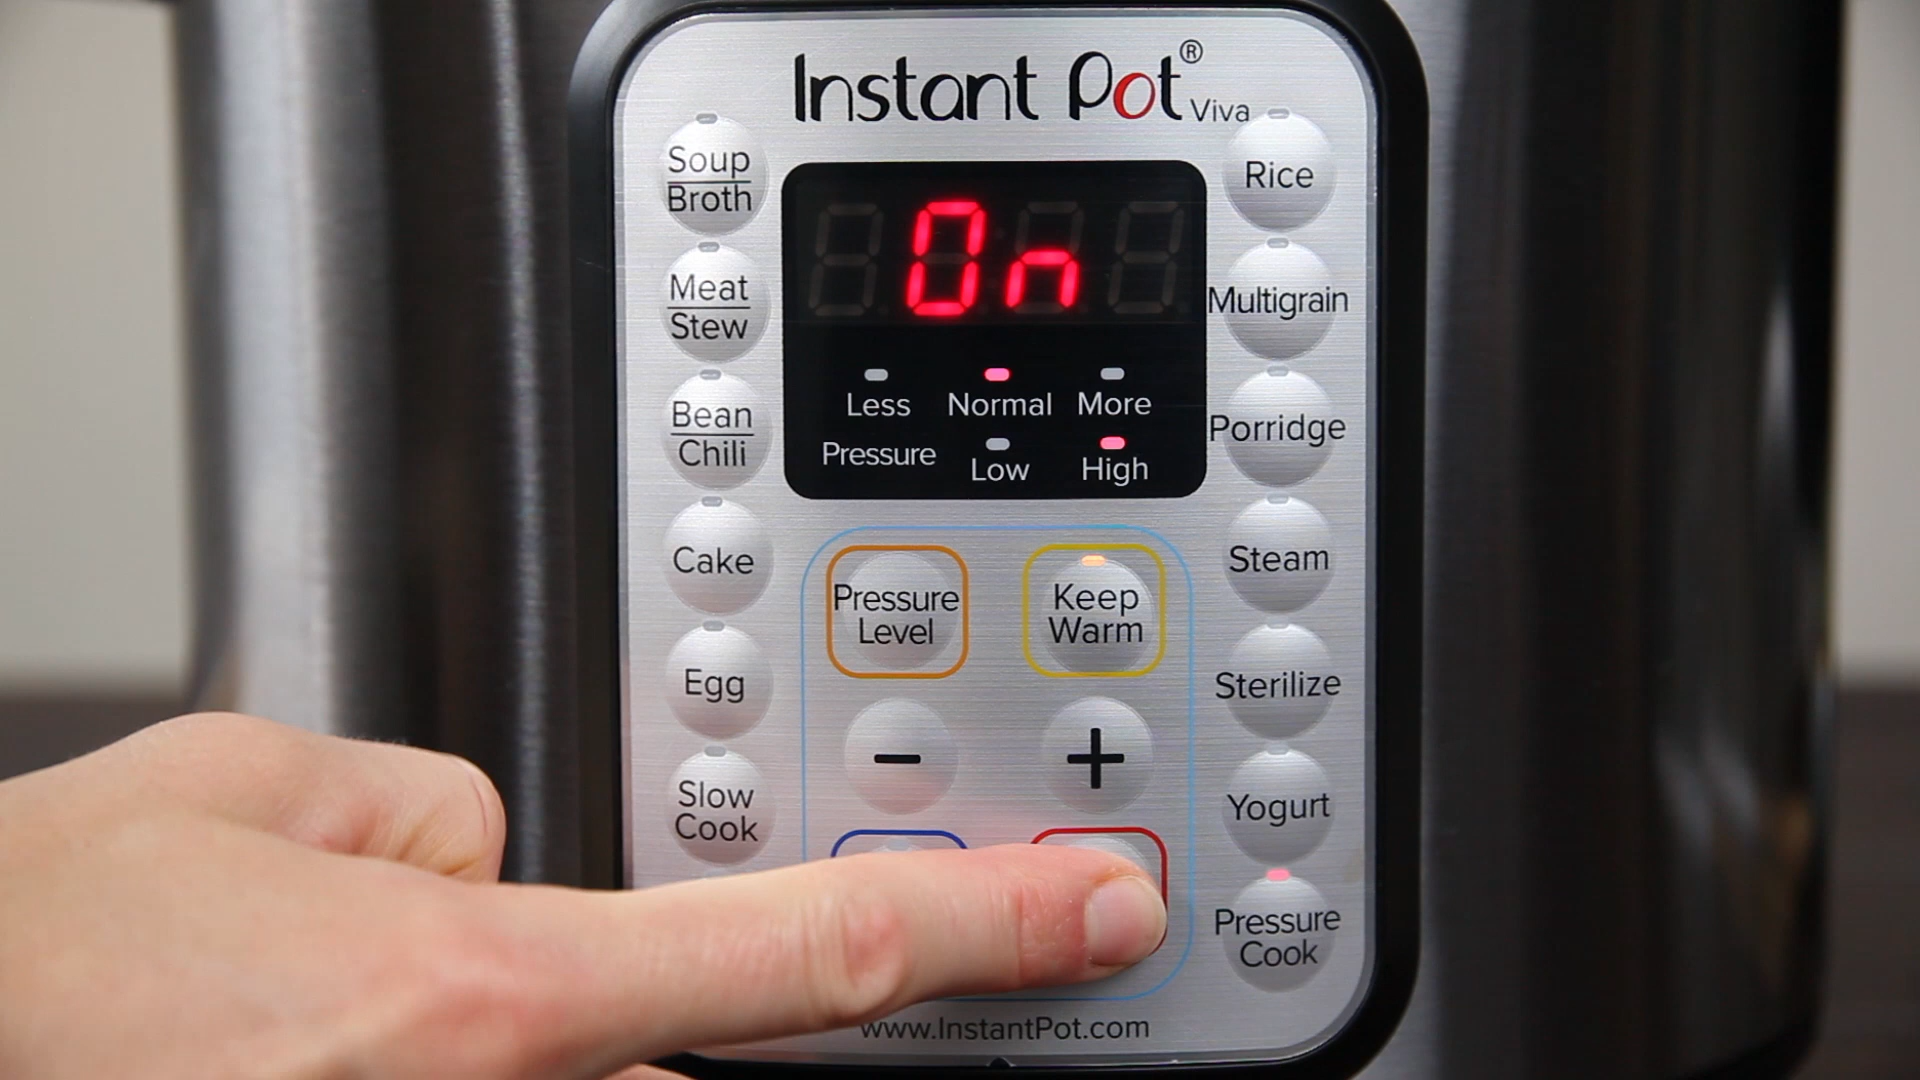 Instant Pot® Viva
Soup
Broth
Meat
Stew
Bean
Chili
Cake
Egg
Slow
Cook
On
Less Normal More
Pressure Low High
Pressure
Level
Keep
Warm
- +
Rice
Multigrain
Porridge
Steam
Sterilize
Yogurt
Pressure
Cook
www.InstantPot.com